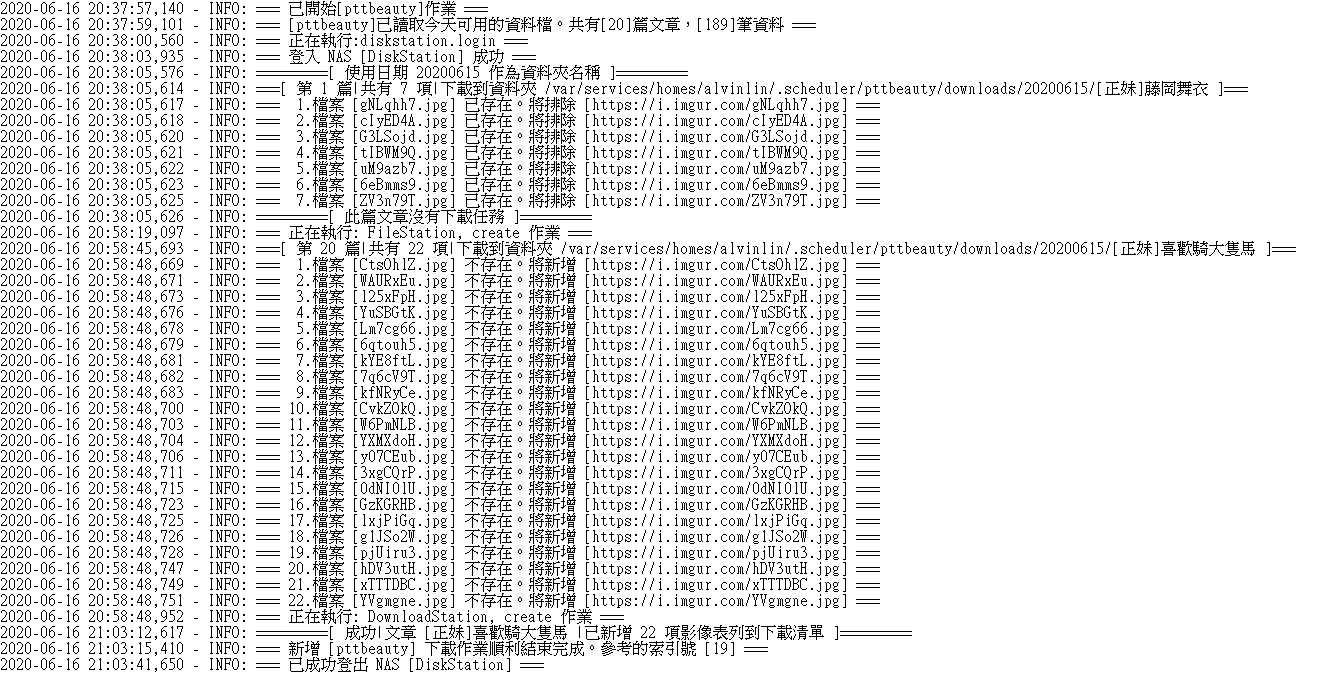 2020-06-16 20:37:57,140 - INFO: === 已開始[pttbeauty]作業 ===
2020-06-16 20:37:59,101 - INFO: === [pttbeauty]已讀取今天可用的資料檔。共有[20]篇文章，[189]筆資料 ===
2020-06-16 20:38:00,560 - INFO: === 正在執行:diskstation.login ===
2020-06-16 20:38:03,935 - INFO: === 登入 NAS [DiskStation] 成功 ===
2020-06-16 20:38:05,576 - INFO: =========[ 使用日期 20200615 作為資料夾名稱 ]=========
2020-06-16 20:38:05,614 - INFO: ===[ 第 1 篇|共有 7 項|下載到資料夾 /var/services/homes/alvinlin/.scheduler/pttbeauty/downloads/20200615/[正妹]藤岡舞衣 ]===
2020-06-16 20:38:05,617 - INFO: === 1.檔案 [gNLqhh7.jpg] 已存在。將排除 [https://i.imgur.com/gNLqhh7.jpg] ===
2020-06-16 20:38:05,618 - INFO: === 2.檔案 [cIyED4A.jpg] 已存在。將排除 [https://i.imgur.com/cIyED4A.jpg] ===
2020-06-16 20:38:05,620 - INFO: === 3.檔案 [G3LSojd.jpg] 已存在。將排除 [https://i.imgur.com/G3LSojd.jpg] ===
2020-06-16 20:38:05,621 - INFO: === 4.檔案 [tIBWM9Q.jpg] 已存在。將排除 [https://i.imgur.com/tIBWM9Q.jpg] ===
2020-06-16 20:38:05,622 - INFO: === 5.檔案 [uM9azb7.jpg] 已存在。將排除 [https://i.imgur.com/uM9azb7.jpg] ===
2020-06-16 20:38:05,623 - INFO: === 6.檔案 [6eBmms9.jpg] 已存在。將排除 [https://i.imgur.com/6eBmms9.jpg] ===
2020-06-16 20:38:05,625 - INFO: === 7.檔案 [ZV3n79T.jpg] 已存在。將排除 [https://i.imgur.com/ZV3n79T.jpg] ===
2020-06-16 20:38:05,626 - INFO: =========[ 此篇文章沒有下載任務 ]=========
2020-06-16 20:58:19,097 - INFO: === 正在執行: FileStation, create 作業 ===
2020-06-16 20:58:45,693 - INFO: ===[ 第 20 篇|共有 22 項|下載到資料夾 /var/services/homes/alvinlin/.scheduler/pttbeauty/downloads/20200615/[正妹]喜歡騎大隻馬 ]===
2020-06-16 20:58:48,669 - INFO: === 1.檔案 [CtsOhlZ.jpg] 不存在。將新增 [https://i.imgur.com/CtsOhlZ.jpg] ===
2020-06-16 20:58:48,671 - INFO: === 2.檔案 [WAURxEu.jpg] 不存在。將新增 [https://i.imgur.com/WAURxEu.jpg] ===
2020-06-16 20:58:48,673 - INFO: === 3.檔案 [l25xFpH.jpg] 不存在。將新增 [https://i.imgur.com/l25xFpH.jpg] ===
2020-06-16 20:58:48,676 - INFO: === 4.檔案 [YuSBGtK.jpg] 不存在。將新增 [https://i.imgur.com/YuSBGtK.jpg] ===
2020-06-16 20:58:48,678 - INFO: === 5.檔案 [Lm7cg66.jpg] 不存在。將新增 [https://i.imgur.com/Lm7cg66.jpg] ===
2020-06-16 20:58:48,679 - INFO: === 6.檔案 [6qtouh5.jpg] 不存在。將新增 [https://i.imgur.com/6qtouh5.jpg] ===
2020-06-16 20:58:48,681 - INFO: === 7.檔案 [kYE8ftL.jpg] 不存在。將新增 [https://i.imgur.com/kYE8ftL.jpg] ===
2020-06-16 20:58:48,682 - INFO: === 8.檔案 [7q6cV9T.jpg] 不存在。將新增 [https://i.imgur.com/7q6cV9T.jpg] ===
2020-06-16 20:58:48,683 - INFO: === 9.檔案 [kfNRyCe.jpg] 不存在。將新增 [https://i.imgur.com/kfNRyCe.jpg] ===
2020-06-16 20:58:48,700 - INFO: === 10.檔案 [CvkZOkQ.jpg] 不存在。將新增 [https://i.imgur.com/CvkZOkQ.jpg] ===
2020-06-16 20:58:48,703 - INFO: === 11.檔案 [W6PmNLB.jpg] 不存在。將新增 [https://i.imgur.com/W6PmNLB.jpg] ===
2020-06-16 20:58:48,704 - INFO: === 12.檔案 [YXMXdoH.jpg] 不存在。將新增 [https://i.imgur.com/YXMXdoH.jpg] ===
2020-06-16 20:58:48,706 - INFO: === 13.檔案 [y07CEub.jpg] 不存在。將新增 [https://i.imgur.com/y07CEub.jpg] ===
2020-06-16 20:58:48,711 - INFO: === 14.檔案 [3xgCQrP.jpg] 不存在。將新增 [https://i.imgur.com/3xgCQrP.jpg] ===
2020-06-16 20:58:48,715 - INFO: === 15.檔案 [OdNIOlU.jpg] 不存在。將新增 [https://i.imgur.com/OdNIOlU.jpg] ===
2020-06-16 20:58:48,723 - INFO: === 16.檔案 [GzKGRHB.jpg] 不存在。將新增 [https://i.imgur.com/GzKGRHB.jpg] ===
2020-06-16 20:58:48,725 - INFO: === 17.檔案 [lxjPiGq.jpg] 不存在。將新增 [https://i.imgur.com/lxjPiGq.jpg] ===
2020-06-16 20:58:48,726 - INFO: === 18.檔案 [g1JSo2W.jpg] 不存在。將新增 [https://i.imgur.com/g1JSo2W.jpg] ===
2020-06-16 20:58:48,728 - INFO: === 19.檔案 [pjUiru3.jpg] 不存在。將新增 [https://i.imgur.com/pjUiru3.jpg] ===
2020-06-16 20:58:48,747 - INFO: === 20.檔案 [hDV3utH.jpg] 不存在。將新增 [https://i.imgur.com/hDV3utH.jpg] ===
2020-06-16 20:58:48,749 - INFO: === 21.檔案 [xTTTDBC.jpg] 不存在。將新增 [https://i.imgur.com/xTTTDBC.jpg] ===
2020-06-16 20:58:48,751 - INFO: === 22.檔案 [YVgmgne.jpg] 不存在。將新增 [https://i.imgur.com/YVgmgne.jpg] ===
2020-06-16 20:58:48,952 - INFO: === 正在執行: DownloadStation, create 作業 ===
2020-06-16 21:03:12,617 - INFO: =========[ 成功|文章 [正妹]喜歡騎大隻馬 |已新增 22 項影像表列到下載清單 ]=========
2020-06-16 21:03:15,410 - INFO: === 新增 [pttbeauty] 下載作業順利結束完成。參考的索引號 [19] ===
2020-06-16 21:03:41,650 - INFO: === 已成功登出 NAS [DiskStation] ===